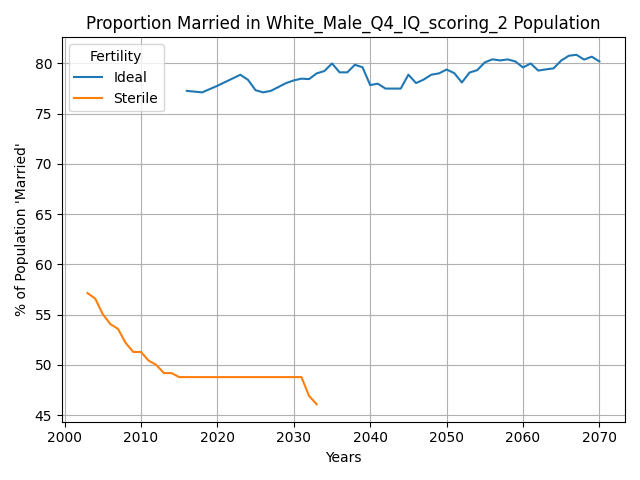 Proportion Married in White_Male_Q4_IQ_scoring_2 Population
% of Population 'Married'
Fertility
Ideal
Sterile
80
75
70
65
60
55
50
45
2000 2010 2020 2030 2040 2050 2060 2070
Years